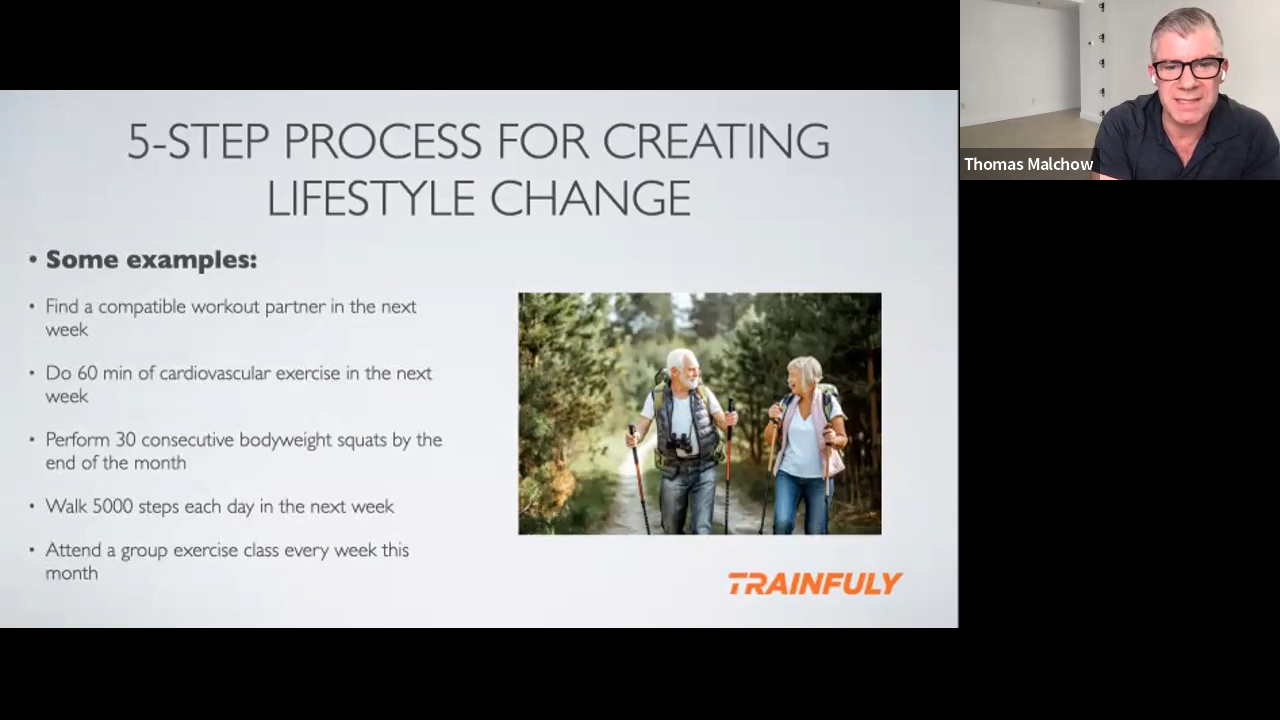 5-STEP PROCESS FOR CREATING
LIFESTYLE CHANGE
• Some examples:
• Find a compatible workout partner in the next
week
• Do 60 min of cardiovascular exercise in the next
week
• Perform 30 consecutive bodyweight squats by the
end of the month
• Walk 5000 steps each day in the next week
• Attend a group exercise class every week this
month
TRAINFULY
Thomas Malchow